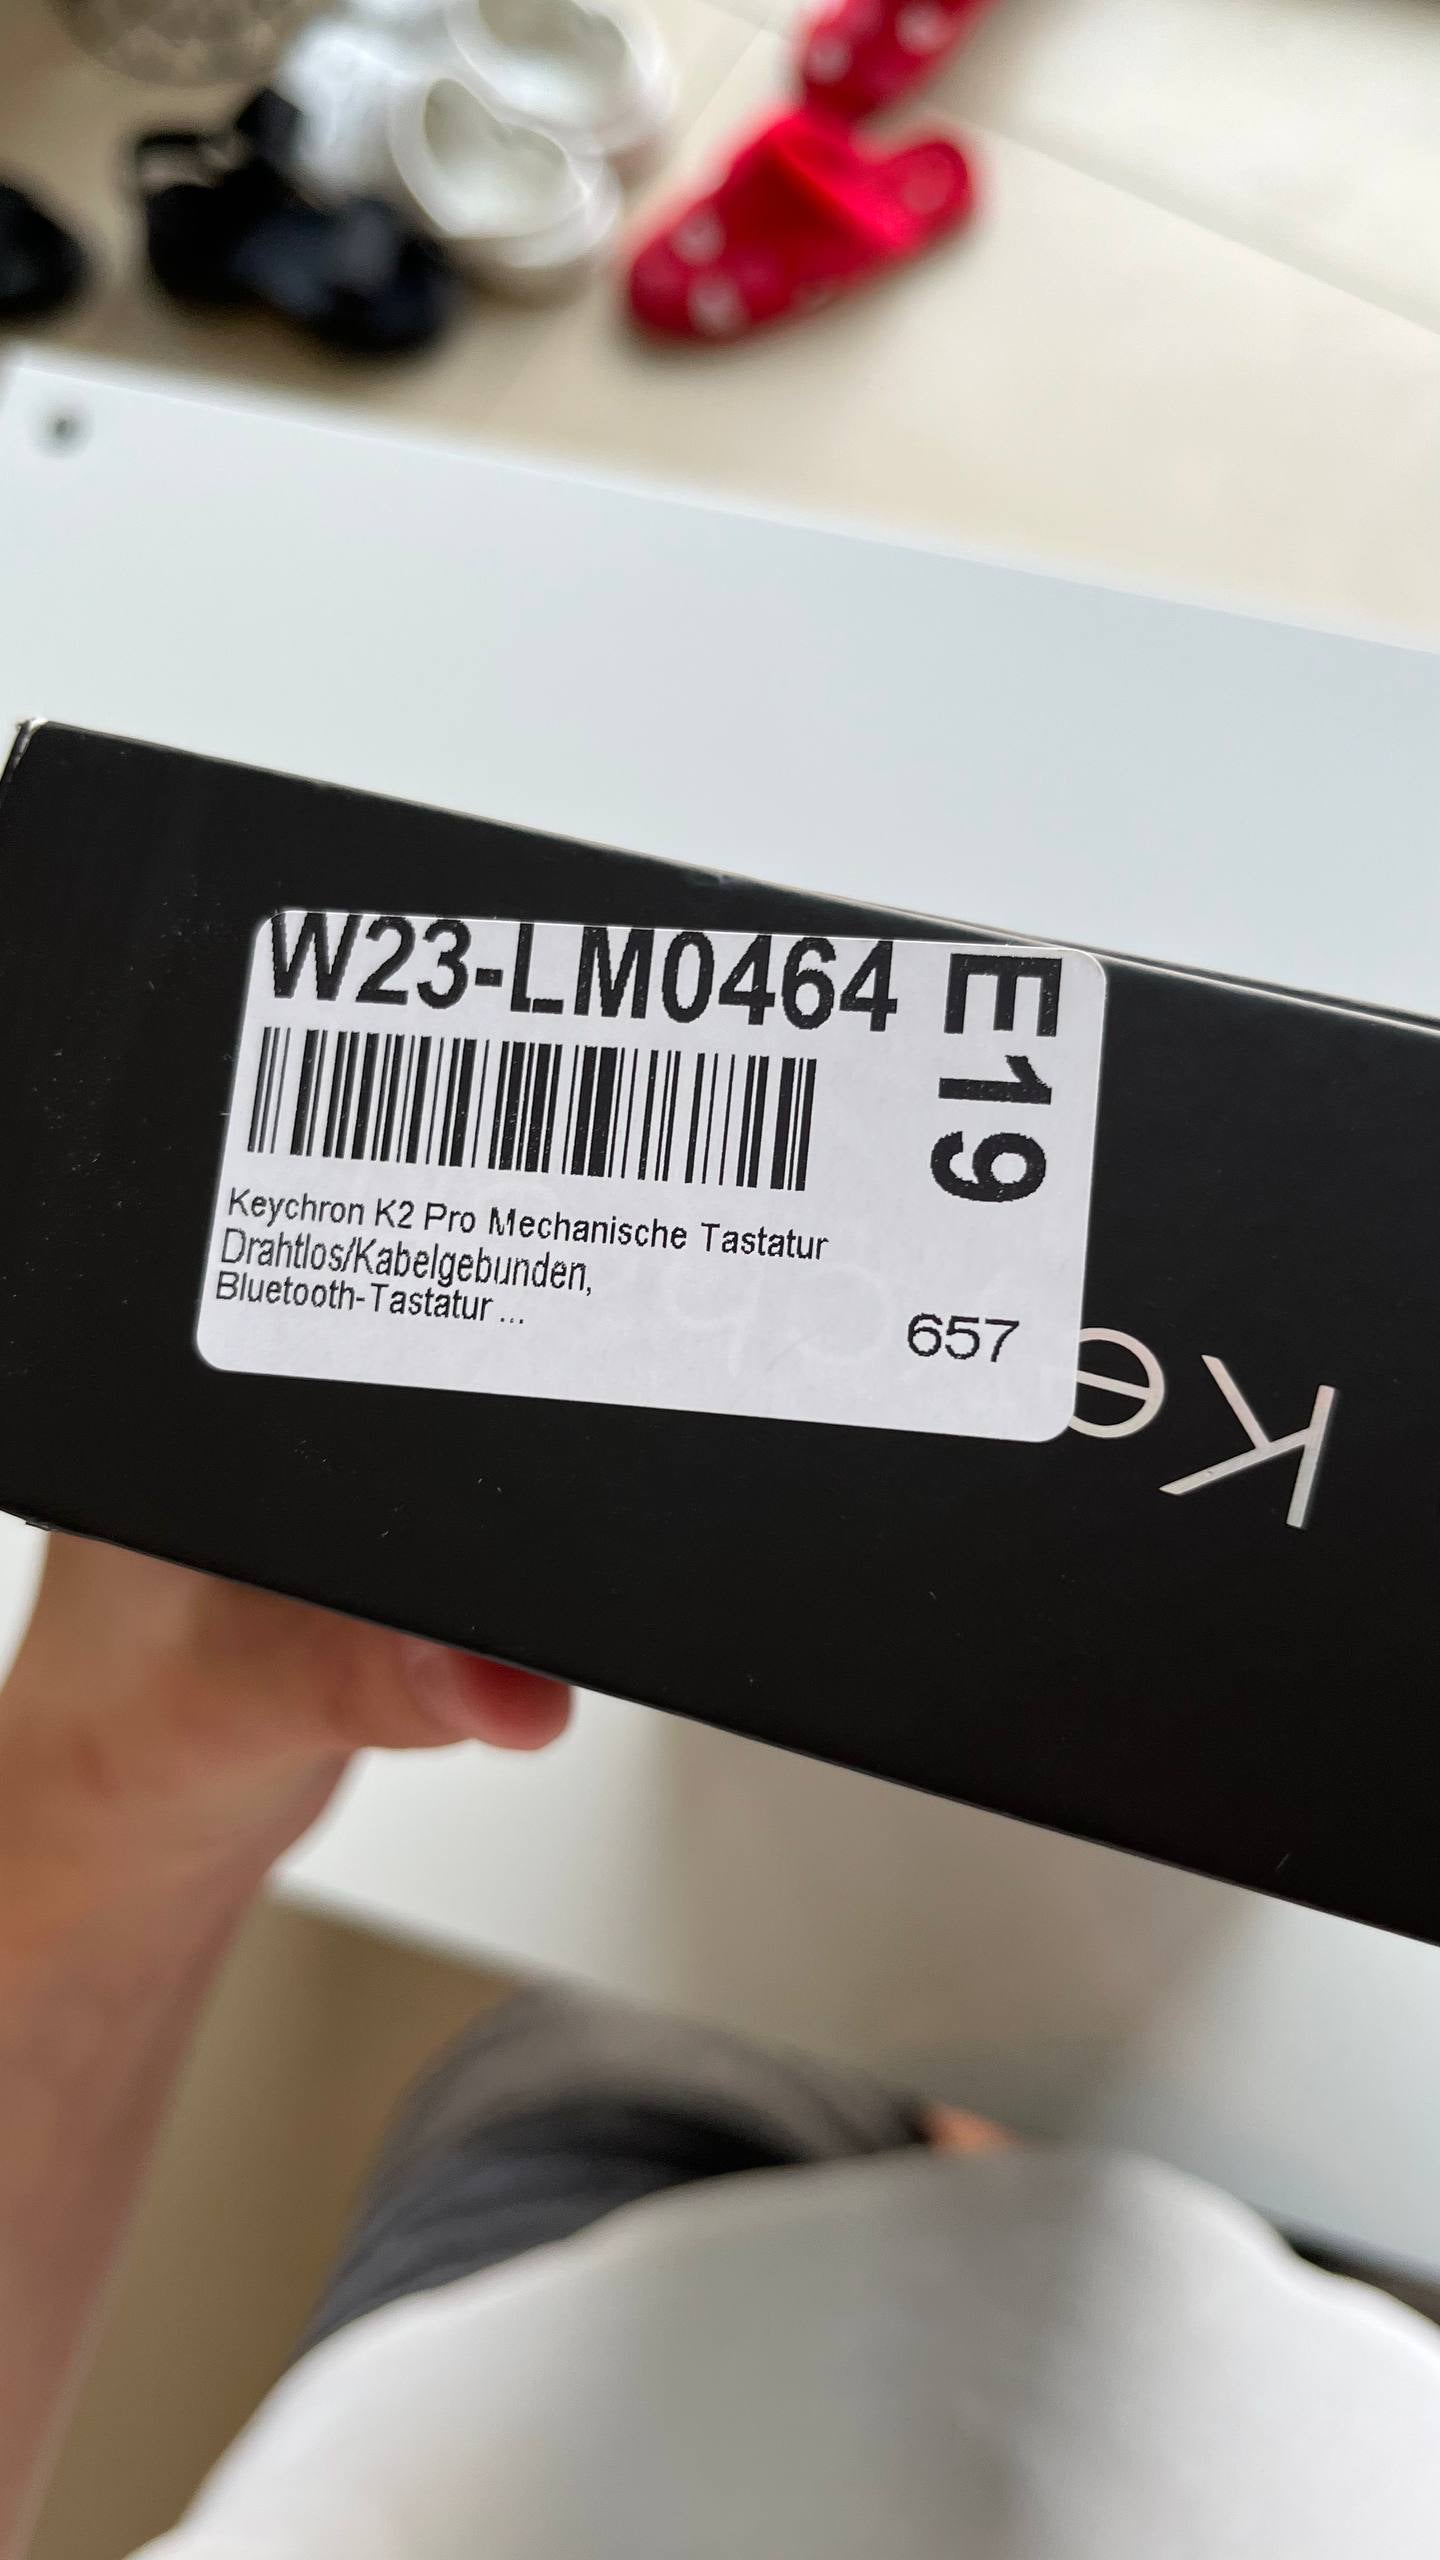 W23-LM0464
E19
Keychron K2 Pro Mechanische Tastatur
Drahtlos/Kabelgebunden,
Bluetooth-Tastatur ...
657
Ke